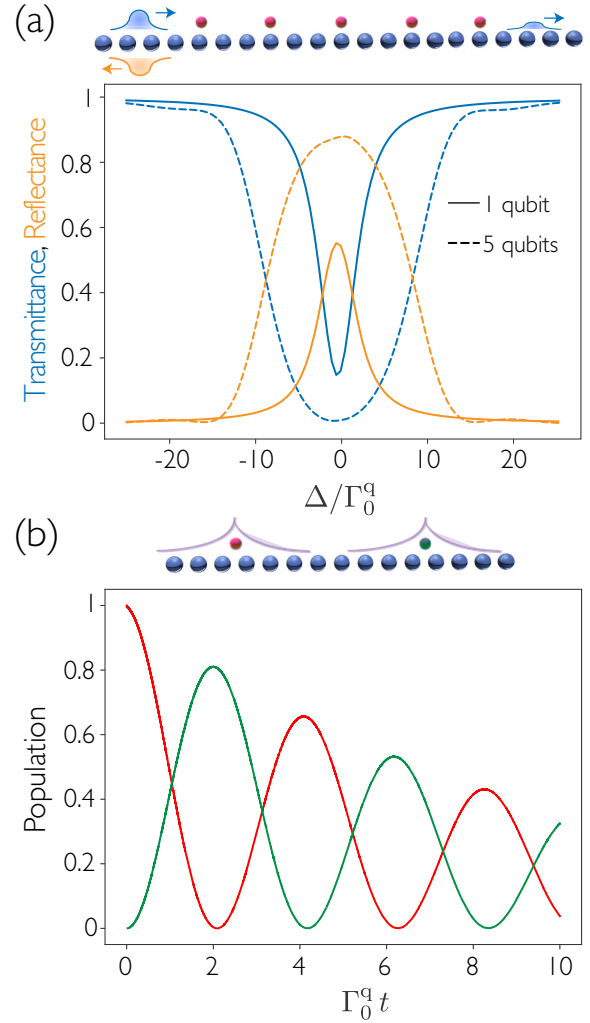 (a)
Transmittance, Reflectance
1
0.8
0.6
0.4
0.2
0
1 qubit
5 qubits
-20 -10 0 10 20
Δ/Γ₀^q
(b)
Population
1
0.8
0.6
0.4
0.2
0
0 2 4 6 8 10
Γ₀^q t